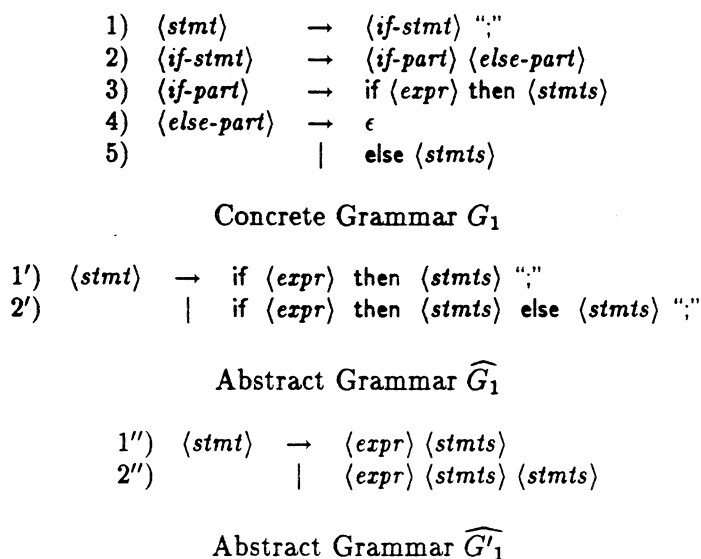 1) ⟨stmt⟩ → ⟨if-stmt⟩ “;”
2) ⟨if-stmt⟩ → ⟨if-part⟩ ⟨else-part⟩
3) ⟨if-part⟩ → if ⟨expr⟩ then ⟨stmts⟩
4) ⟨else-part⟩ → ϵ
5) | else ⟨stmts⟩
Concrete Grammar G₁
1′) ⟨stmt⟩ → if ⟨expr⟩ then ⟨stmts⟩ “;”
2′) | if ⟨expr⟩ then ⟨stmts⟩ else ⟨stmts⟩ “;”
Abstract Grammar Ĝ₁
1″) ⟨stmt⟩ → ⟨expr⟩ ⟨stmts⟩
2″) | ⟨expr⟩ ⟨stmts⟩ ⟨stmts⟩
Abstract Grammar Ĝ′₁